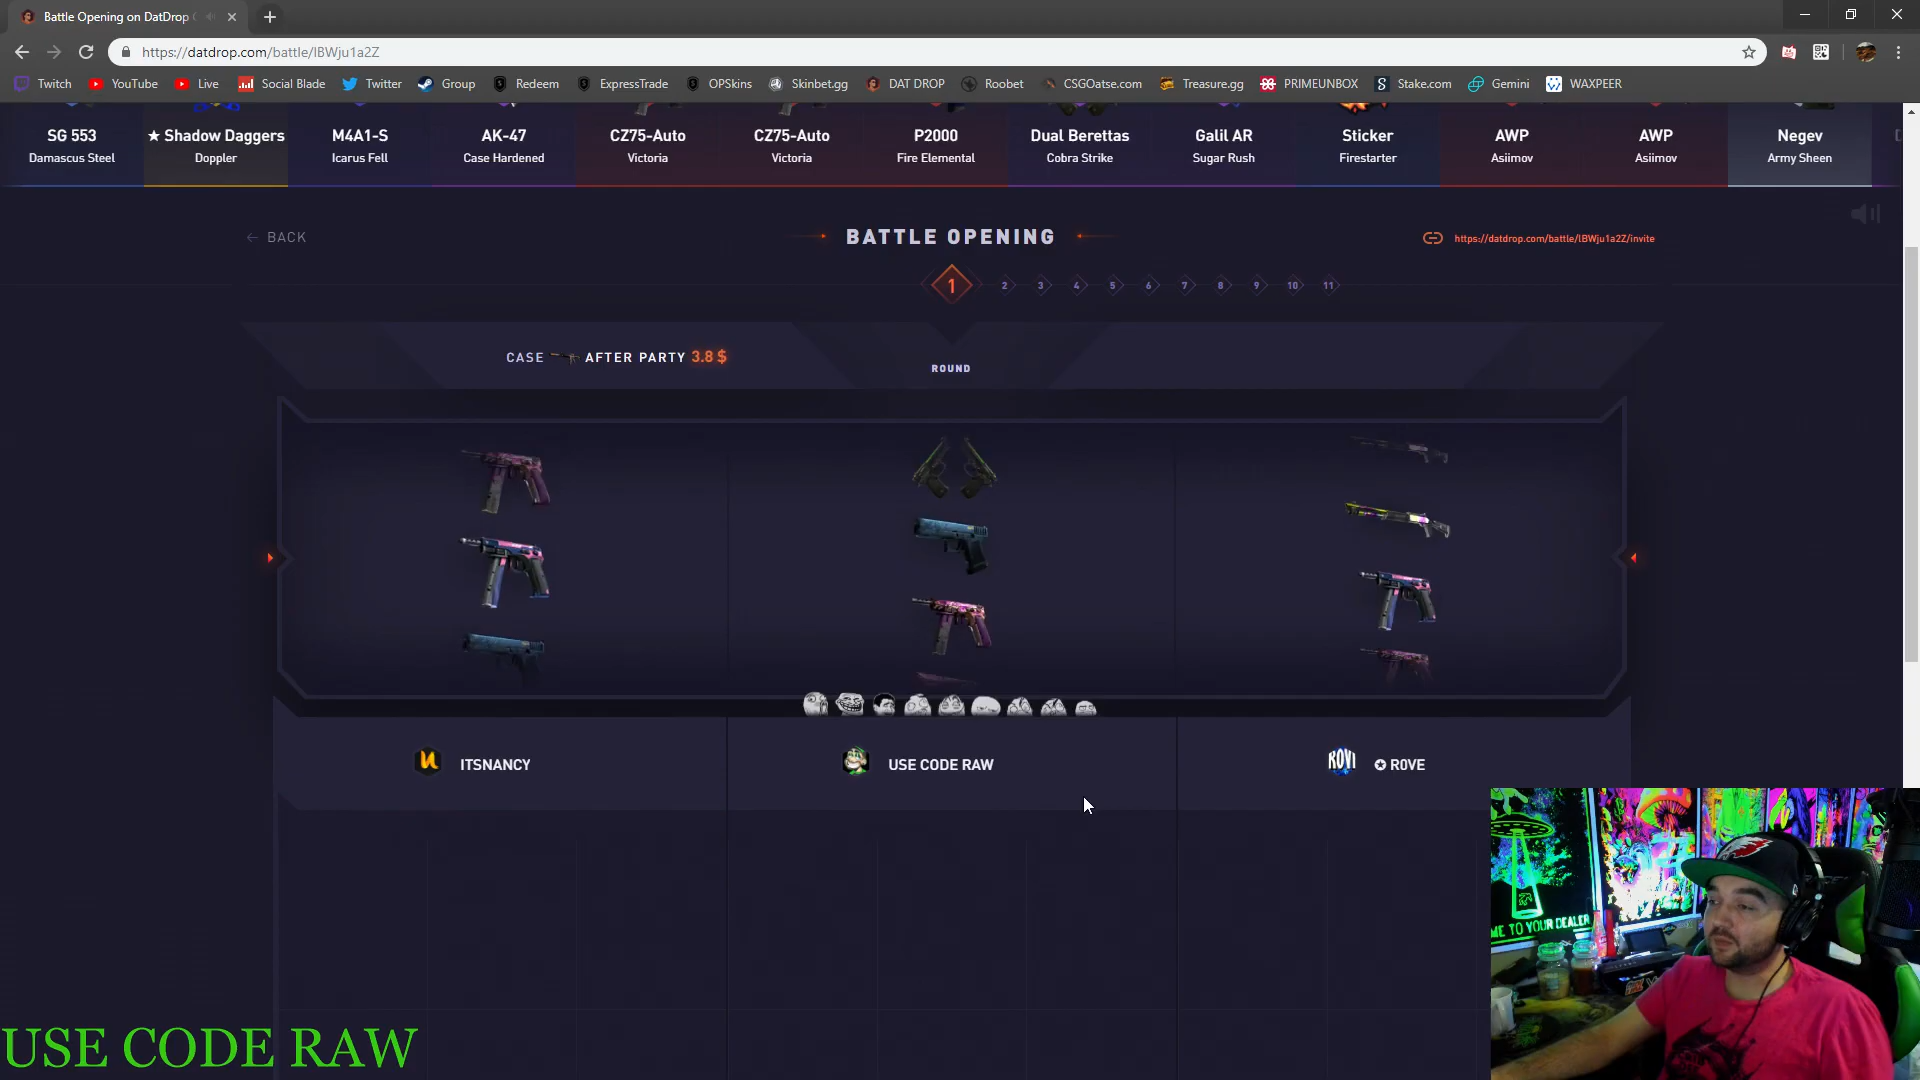 Battle Opening on DatDrop
https://datdrop.com/battle/lBWju1a2Z
Twitch YouTube Live Social Blade Twitter Group Redeem ExpressTrade OPSkins Skinbet.gg DAT DROP Roobet CSGOatse.com Treasure.gg PRIMEUNBOX Stake.com Gemini WAXPEER
SG 553 ★ Shadow Daggers M4A1-S AK-47 CZ75-Auto CZ75-Auto P2000 Dual Berettas Galil AR Sticker AWP AWP Negev
Damascus Steel Doppler Icarus Fell Case Hardened Victoria Victoria Fire Elemental Cobra Strike Sugar Rush Firestarter Asiimov Asiimov Army Sheen
← BACK BATTLE OPENING https://datdrop.com/battle/lBWju1a2Z/invite
1 2 3 4 5 6 7 8 9 10 11
CASE AFTER PARTY 3.8 $
ROUND
ITSNANCY USE CODE RAW ✪ R0VE
ME TO YOUR DEALER
USE CODE RAW